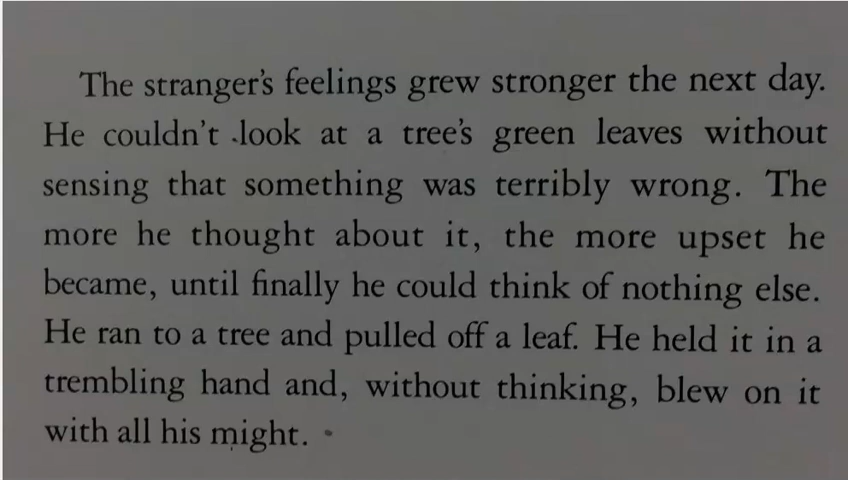 The stranger's feelings grew stronger the next day.
He couldn't look at a tree's green leaves without
sensing that something was terribly wrong. The
more he thought about it, the more upset he
became, until finally he could think of nothing else.
He ran to a tree and pulled off a leaf. He held it in a
trembling hand and, without thinking, blew on it
with all his might.